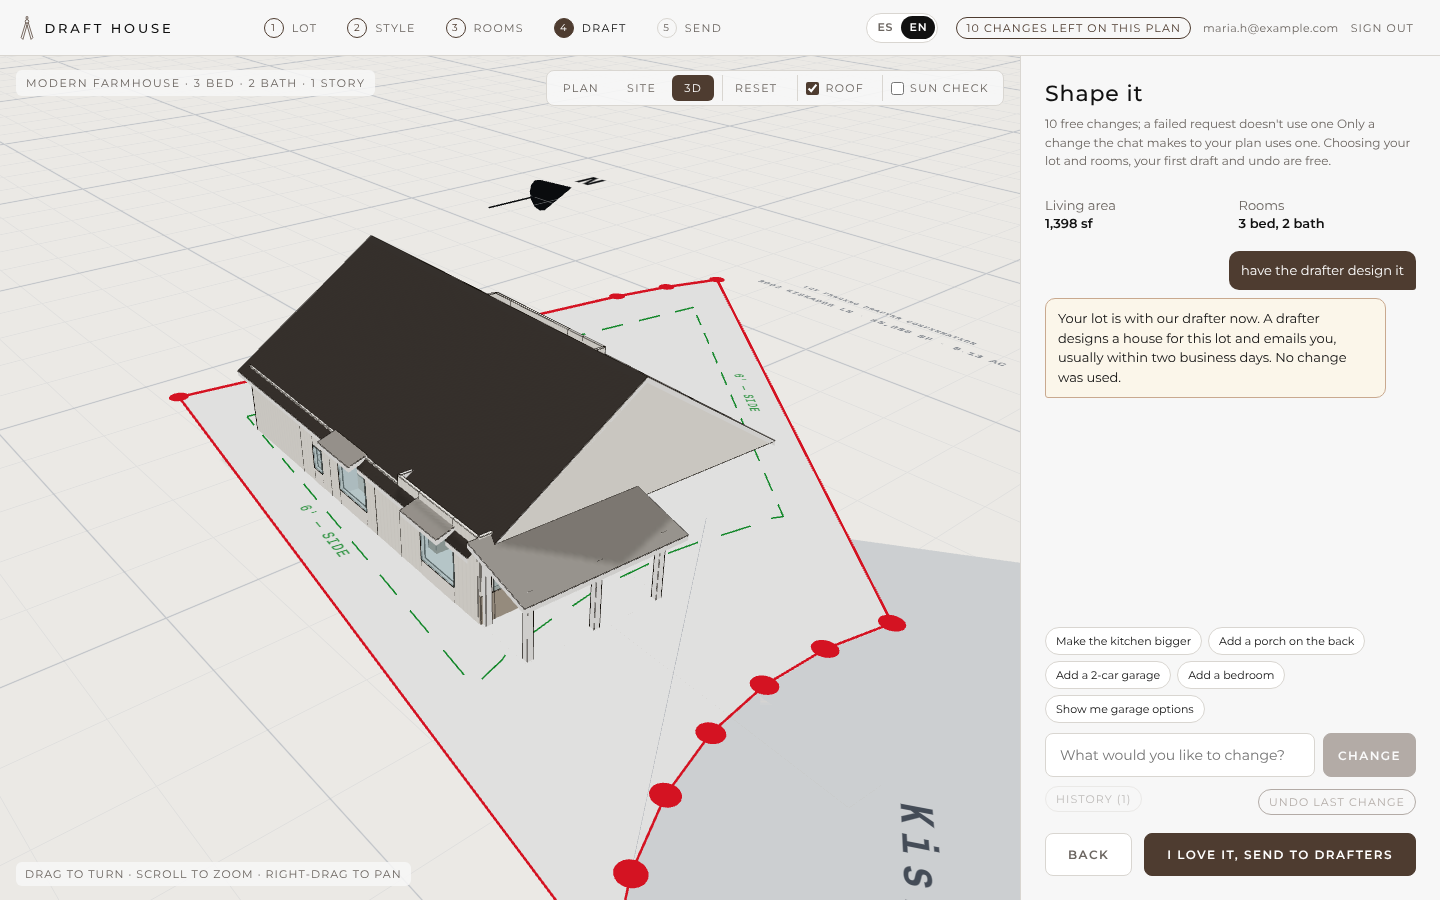 DRAFT HOUSE
1 LOT
2 STYLE
3 ROOMS
4 DRAFT
5 SEND
ES EN
10 CHANGES LEFT ON THIS PLAN
maria.h@example.com
SIGN OUT
MODERN FARMHOUSE · 3 BED · 2 BATH · 1 STORY
PLAN SITE 3D RESET ROOF SUN CHECK
N
6' - SIDE
6' - SIDE
Kis
DRAG TO TURN · SCROLL TO ZOOM · RIGHT-DRAG TO PAN
Shape it
10 free changes; a failed request doesn't use one Only a
change the chat makes to your plan uses one. Choosing your
lot and rooms, your first draft and undo are free.
Living area
1,398 sf
Rooms
3 bed, 2 bath
have the drafter design it
Your lot is with our drafter now. A drafter
designs a house for this lot and emails you,
usually within two business days. No change
was used.
Make the kitchen bigger
Add a porch on the back
Add a 2-car garage
Add a bedroom
Show me garage options
What would you like to change?
CHANGE
HISTORY (1)
UNDO LAST CHANGE
BACK
I LOVE IT, SEND TO DRAFTERS